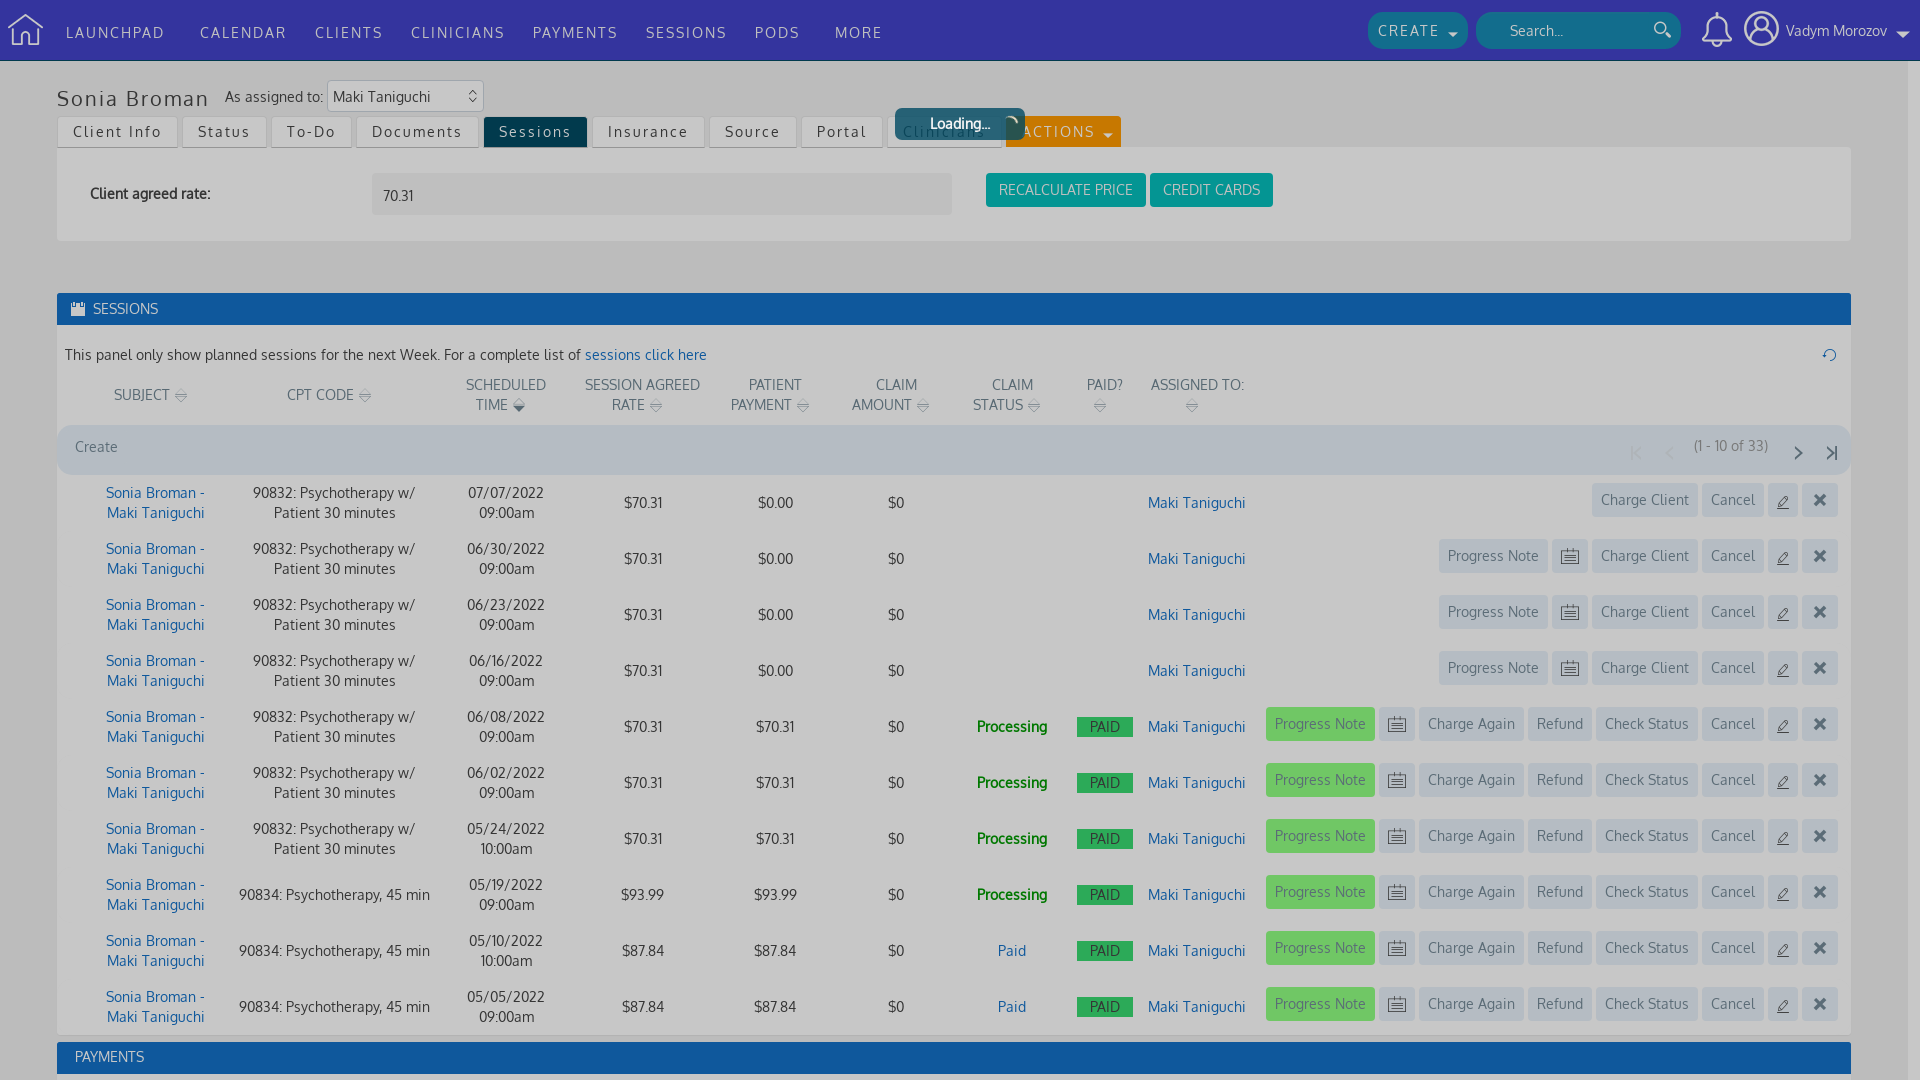 LAUNCHPAD CALENDAR CLIENTS CLINICIANS PAYMENTS SESSIONS PODS MORE CREATE Search... Vadym Morozov
Sonia Broman As assigned to: Maki Taniguchi
Loading...
Client Info Status To-Do Documents Sessions Insurance Source Portal Clinicians ACTIONS
Client agreed rate: 70.31 RECALCULATE PRICE CREDIT CARDS
SESSIONS
This panel only show planned sessions for the next Week. For a complete list of sessions click here
SUBJECT CPT CODE SCHEDULED TIME SESSION AGREED RATE PATIENT PAYMENT CLAIM AMOUNT CLAIM STATUS PAID? ASSIGNED TO:
Create (1 - 10 of 33)
Sonia Broman - 90832: Psychotherapy w/ 07/07/2022
Maki Taniguchi Patient 30 minutes 09:00am $70.31 $0.00 $0 Maki Taniguchi Charge Client Cancel
Sonia Broman - 90832: Psychotherapy w/ 06/30/2022
Maki Taniguchi Patient 30 minutes 09:00am $70.31 $0.00 $0 Maki Taniguchi Progress Note Charge Client Cancel
Sonia Broman - 90832: Psychotherapy w/ 06/23/2022
Maki Taniguchi Patient 30 minutes 09:00am $70.31 $0.00 $0 Maki Taniguchi Progress Note Charge Client Cancel
Sonia Broman - 90832: Psychotherapy w/ 06/16/2022
Maki Taniguchi Patient 30 minutes 09:00am $70.31 $0.00 $0 Maki Taniguchi Progress Note Charge Client Cancel
Sonia Broman - 90832: Psychotherapy w/ 06/08/2022
Maki Taniguchi Patient 30 minutes 09:00am $70.31 $70.31 $0 Processing PAID Maki Taniguchi Progress Note Charge Again Refund Check Status Cancel
Sonia Broman - 90832: Psychotherapy w/ 06/02/2022
Maki Taniguchi Patient 30 minutes 09:00am $70.31 $70.31 $0 Processing PAID Maki Taniguchi Progress Note Charge Again Refund Check Status Cancel
Sonia Broman - 90832: Psychotherapy w/ 05/24/2022
Maki Taniguchi Patient 30 minutes 10:00am $70.31 $70.31 $0 Processing PAID Maki Taniguchi Progress Note Charge Again Refund Check Status Cancel
Sonia Broman - 90834: Psychotherapy, 45 min 05/19/2022
Maki Taniguchi 09:00am $93.99 $93.99 $0 Processing PAID Maki Taniguchi Progress Note Charge Again Refund Check Status Cancel
Sonia Broman - 90834: Psychotherapy, 45 min 05/10/2022
Maki Taniguchi 10:00am $87.84 $87.84 $0 Paid PAID Maki Taniguchi Progress Note Charge Again Refund Check Status Cancel
Sonia Broman - 90834: Psychotherapy, 45 min 05/05/2022
Maki Taniguchi 09:00am $87.84 $87.84 $0 Paid PAID Maki Taniguchi Progress Note Charge Again Refund Check Status Cancel
PAYMENTS